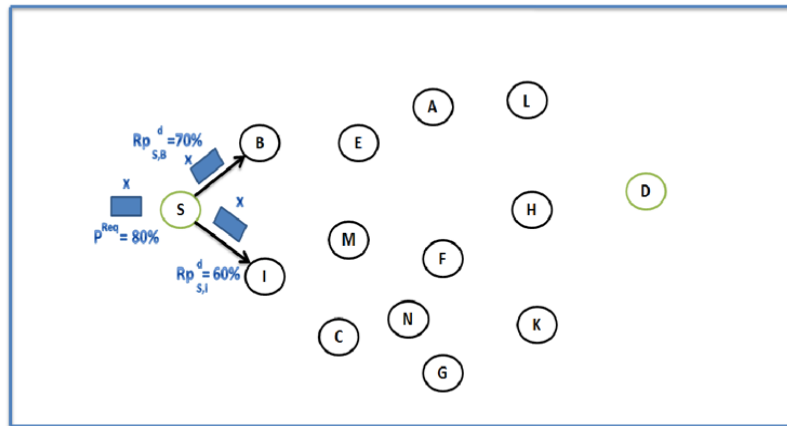 A
L
Rp d S,B =70%
B
E
x
x
D
S
x
H
P Req = 80%
M
F
Rp d S,I = 60%
I
N
K
C
G